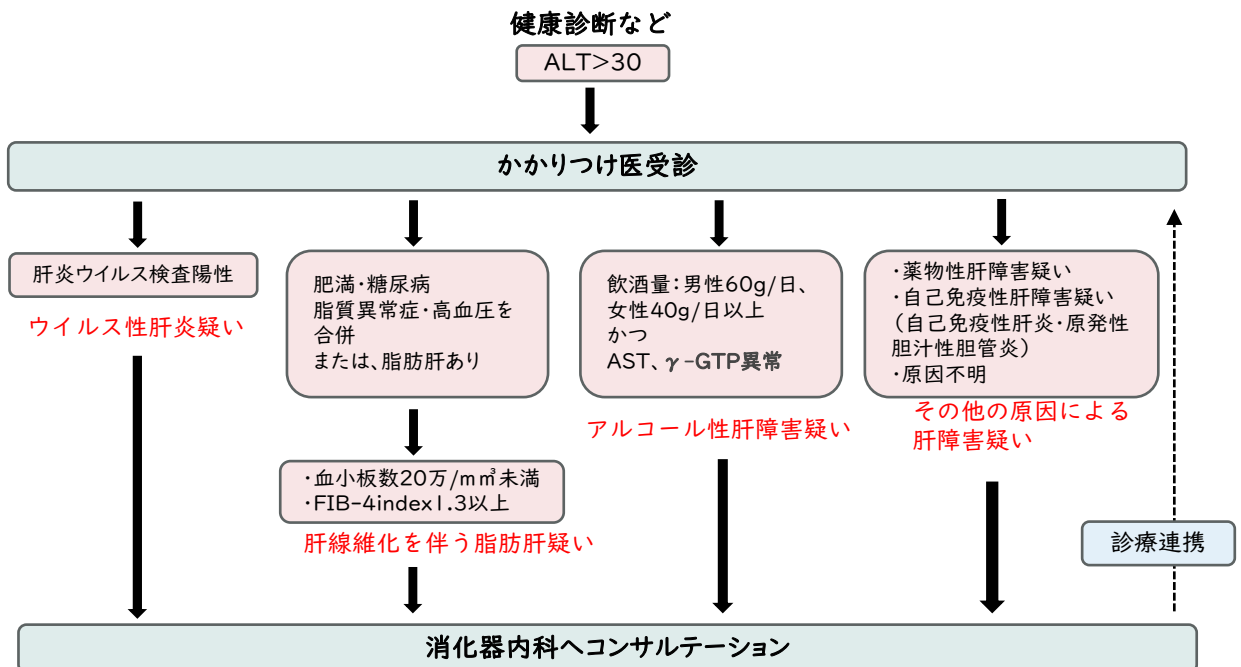 健康診断など
ALT>30
かかりつけ医受診
肝炎ウイルス検査陽性
ウイルス性肝炎疑い
肥満・糖尿病
脂質異常症・高血圧を
合併
または、脂肪肝あり
・血小板数20万/m㎥未満
・FIB-4index1.3以上
肝線維化を伴う脂肪肝疑い
飲酒量:男性60g/日、
女性40g/日以上
かつ
AST、γ-GTP異常
アルコール性肝障害疑い
・薬物性肝障害疑い
・自己免疫性肝障害疑い
(自己免疫性肝炎・原発性
胆汁性胆管炎)
・原因不明
その他の原因による
肝障害疑い
診療連携
消化器内科へコンサルテーション